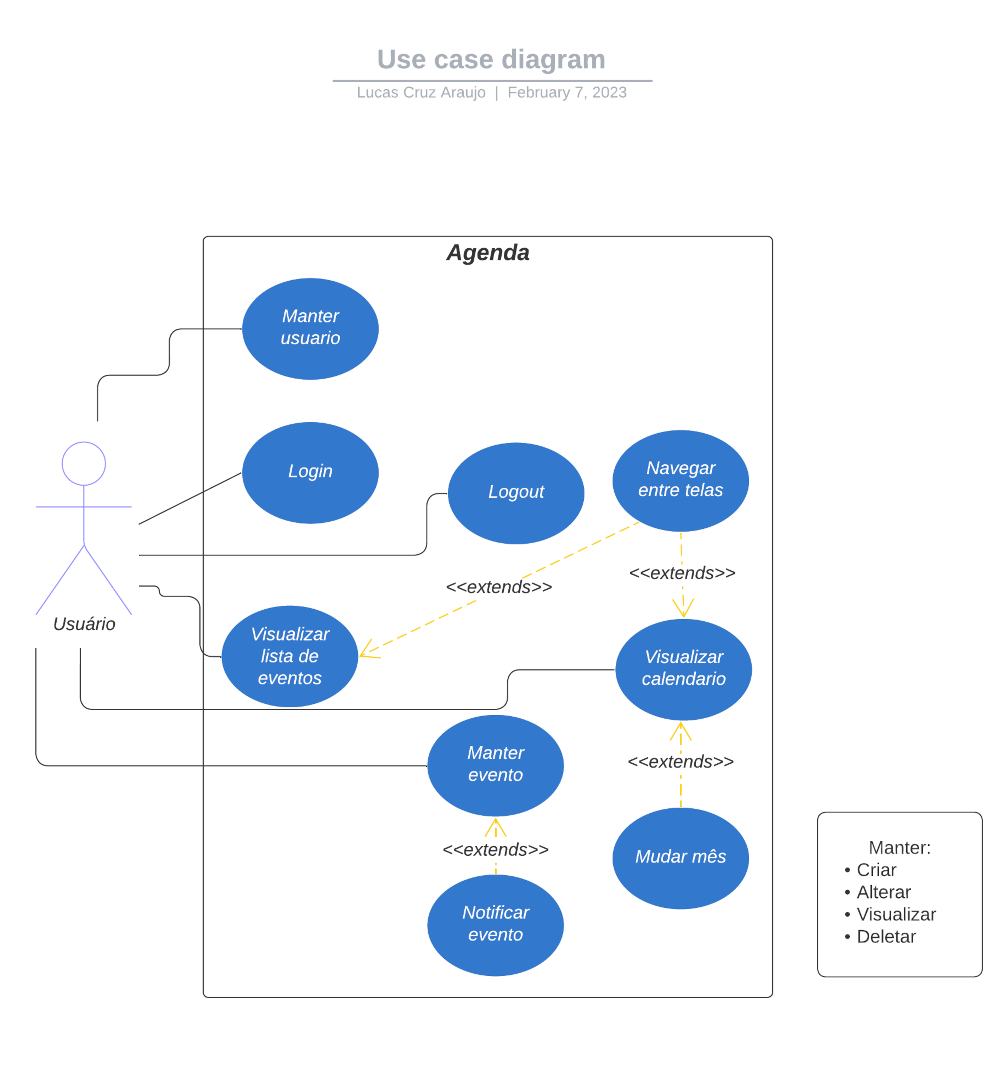 Use case diagram
Lucas Cruz Araujo | February 7, 2023
Agenda
Manter
usuario
Login
Logout
Navegar
entre telas
<<extends>>
<<extends>>
Usuário
Visualizar
lista de
eventos
Visualizar
calendario
Manter
evento
<<extends>>
<<extends>>
Mudar mês
Notificar
evento
Manter:
• Criar
• Alterar
• Visualizar
• Deletar